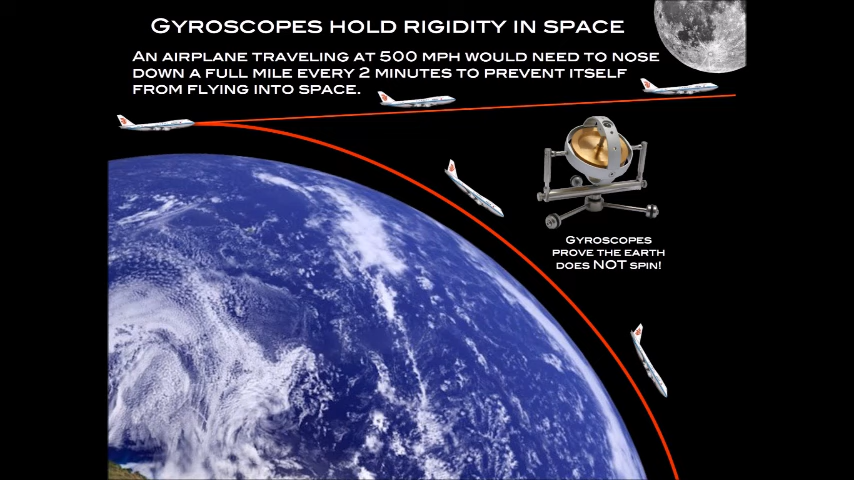 Gyroscopes hold rigidity in space
An airplane traveling at 500 mph would need to nose
down a full mile every 2 minutes to prevent itself
from flying into space.
Gyroscopes
prove the earth
does NOT spin!